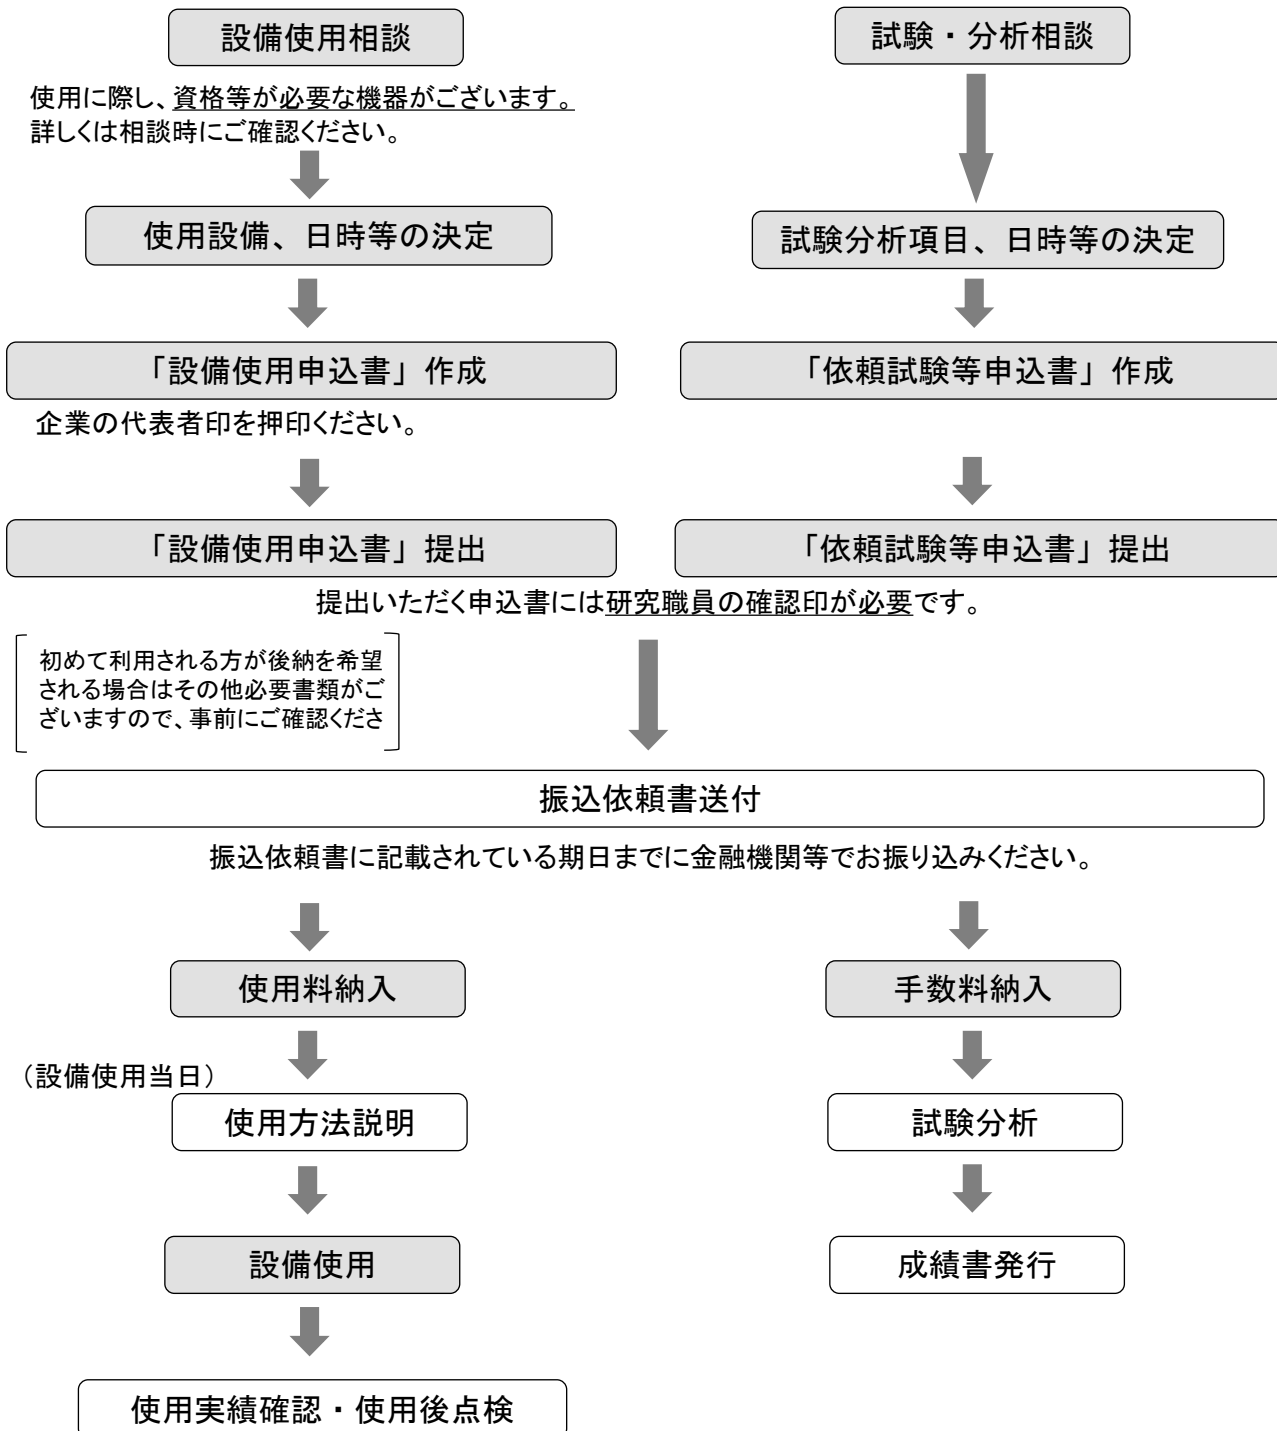 設備使用相談
試験・分析相談
使用に際し、資格等が必要な機器がございます。
詳しくは相談時にご確認ください。
使用設備、日時等の決定
試験分析項目、日時等の決定
「設備使用申込書」作成
「依頼試験等申込書」作成
企業の代表者印を押印ください。
「設備使用申込書」提出
「依頼試験等申込書」提出
提出いただく申込書には研究職員の確認印が必要です。
初めて利用される方が後納を希望
される場合はその他必要書類がご
ざいますので、事前にご確認くださ
振込依頼書送付
振込依頼書に記載されている期日までに金融機関等でお振り込みください。
使用料納入
手数料納入
（設備使用当日）
使用方法説明
試験分析
設備使用
成績書発行
使用実績確認・使用後点検